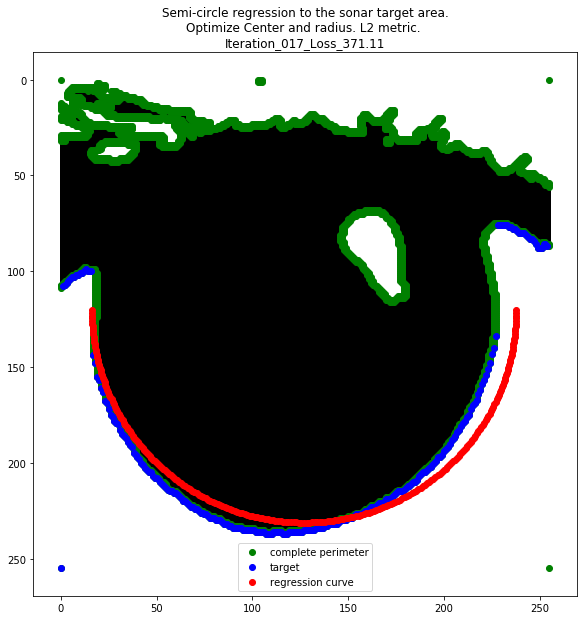 Semi-circle regression to the sonar target area.
Optimize Center and radius. L2 metric.
Iteration_017_Loss_371.11
0
50
100
150
200
250
complete perimeter
target
regression curve
0
50
100
150
200
250